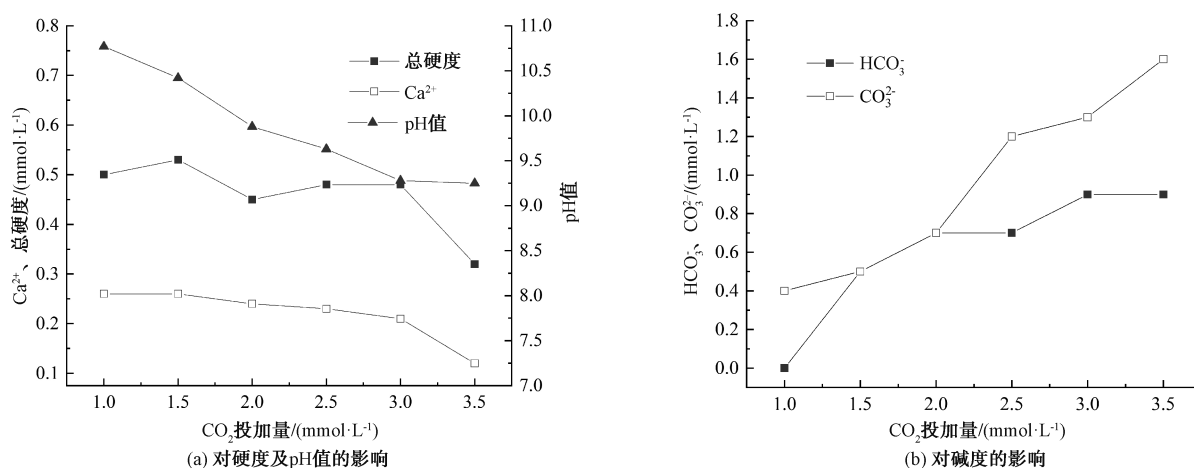 0.8
0.7
0.6
0.5
0.4
0.3
0.2
0.1
Ca²⁺、总硬度/(mmol·L⁻¹)
11.0
10.5
10.0
9.5
9.0
8.5
8.0
7.5
7.0
pH值
总硬度
Ca²⁺
pH值
1.0 1.5 2.0 2.5 3.0 3.5
CO₂投加量/(mmol·L⁻¹)
(a) 对硬度及pH值的影响
1.8
1.6
1.4
1.2
1.0
0.8
0.6
0.4
0.2
0.0
HCO₃⁻、CO₃²⁻/(mmol·L⁻¹)
HCO₃⁻
CO₃²⁻
1.0 1.5 2.0 2.5 3.0 3.5
CO₂投加量/(mmol·L⁻¹)
(b) 对碱度的影响